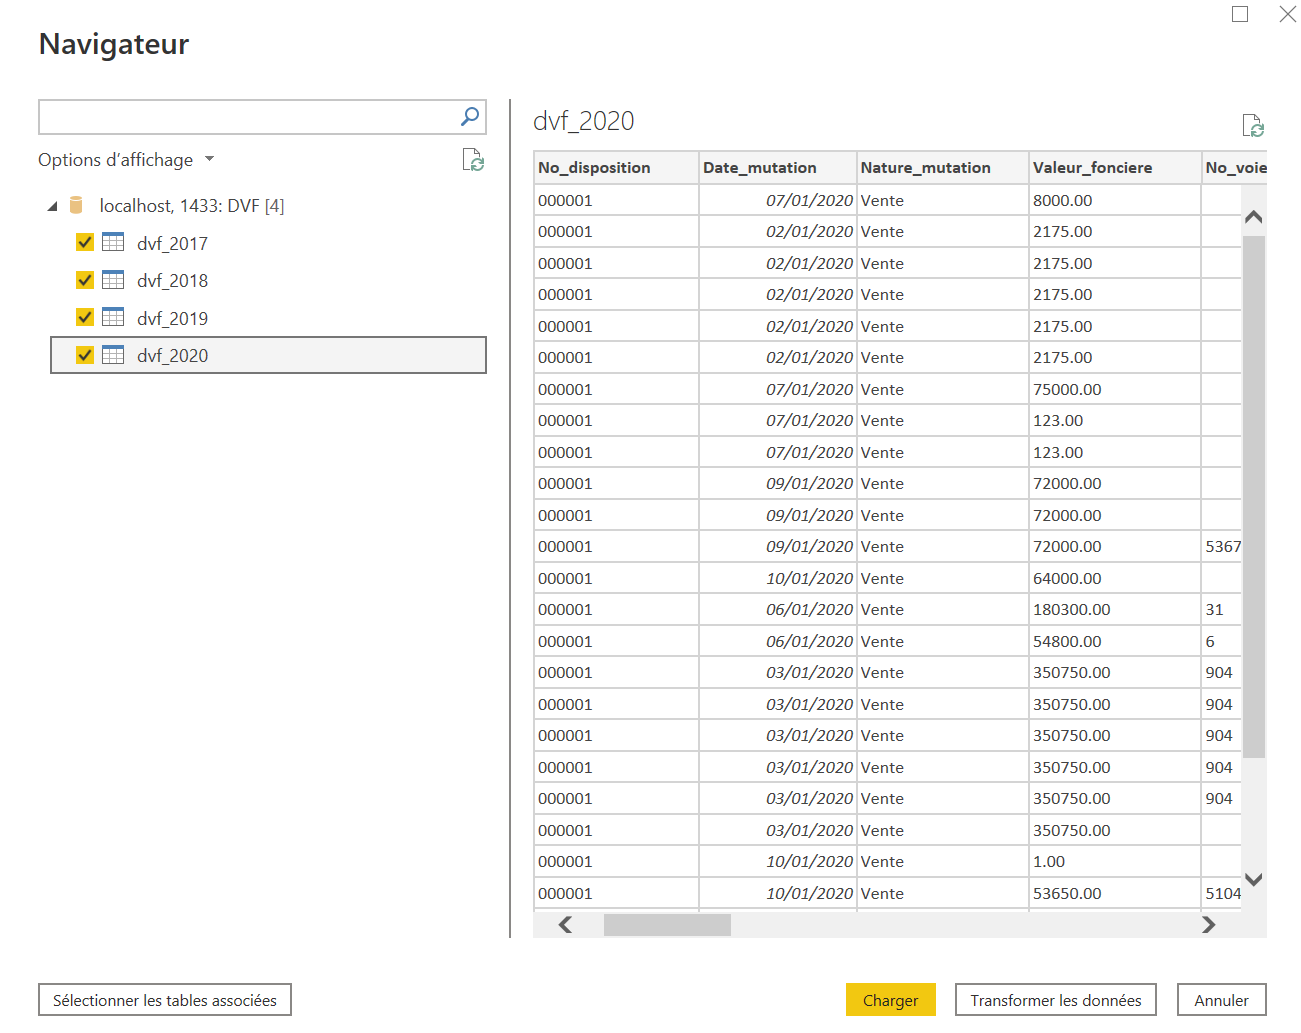 Navigateur
Options d’affichage
localhost, 1433: DVF [4]
dvf_2017
dvf_2018
dvf_2019
dvf_2020
dvf_2020
No_disposition Date_mutation Nature_mutation Valeur_fonciere No_voie
000001 07/01/2020 Vente 8000.00
000001 02/01/2020 Vente 2175.00
000001 02/01/2020 Vente 2175.00
000001 02/01/2020 Vente 2175.00
000001 02/01/2020 Vente 2175.00
000001 02/01/2020 Vente 2175.00
000001 07/01/2020 Vente 75000.00
000001 07/01/2020 Vente 123.00
000001 07/01/2020 Vente 123.00
000001 09/01/2020 Vente 72000.00
000001 09/01/2020 Vente 72000.00
000001 09/01/2020 Vente 72000.00 5367
000001 10/01/2020 Vente 64000.00
000001 06/01/2020 Vente 180300.00 31
000001 06/01/2020 Vente 54800.00 6
000001 03/01/2020 Vente 350750.00 904
000001 03/01/2020 Vente 350750.00 904
000001 03/01/2020 Vente 350750.00 904
000001 03/01/2020 Vente 350750.00 904
000001 03/01/2020 Vente 350750.00 904
000001 03/01/2020 Vente 350750.00
000001 10/01/2020 Vente 1.00
000001 10/01/2020 Vente 53650.00 5104
Sélectionner les tables associées
Charger
Transformer les données
Annuler